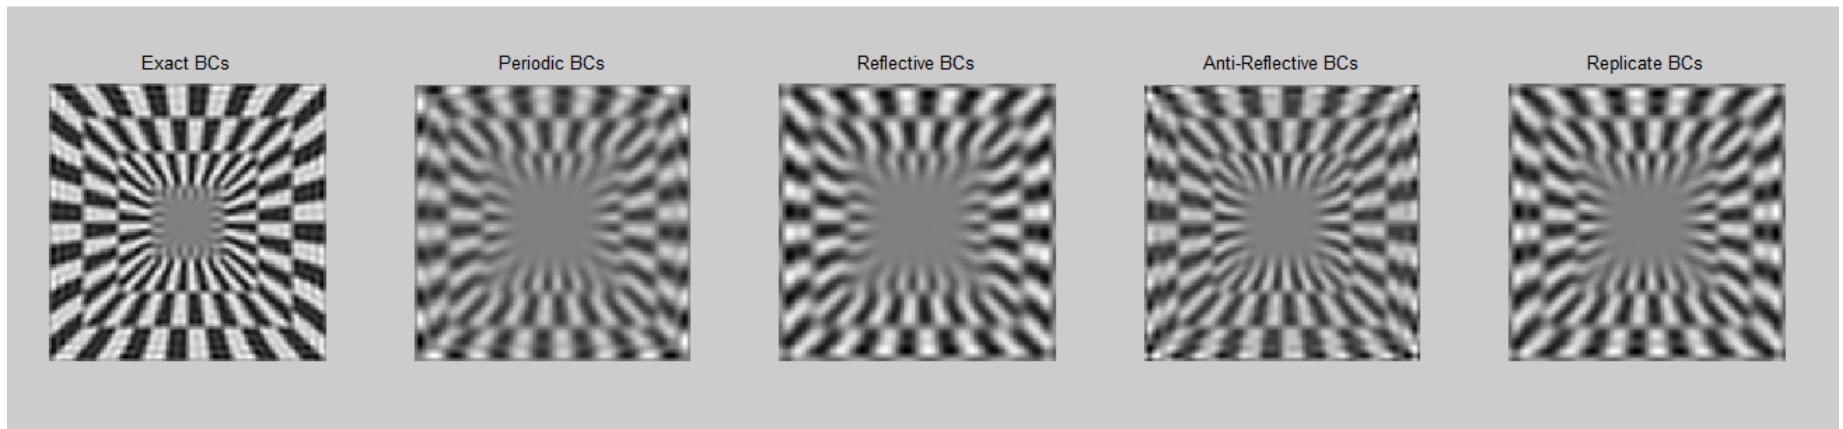 Exact BCs
Periodic BCs
Reflective BCs
Anti-Reflective BCs
Replicate BCs